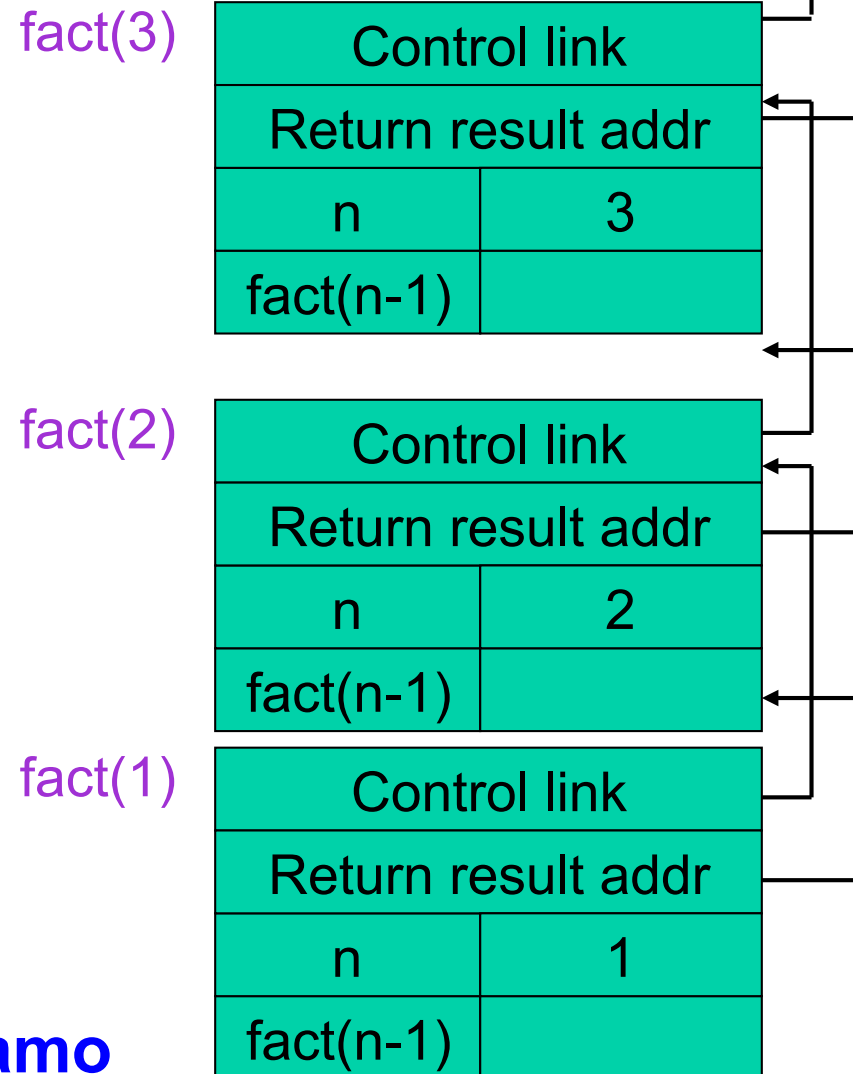 fact(3)
Control link
Return result addr
n 3
fact(n-1)
fact(2)
Control link
Return result addr
n 2
fact(n-1)
fact(1)
Control link
Return result addr
n 1
fact(n-1)
amo